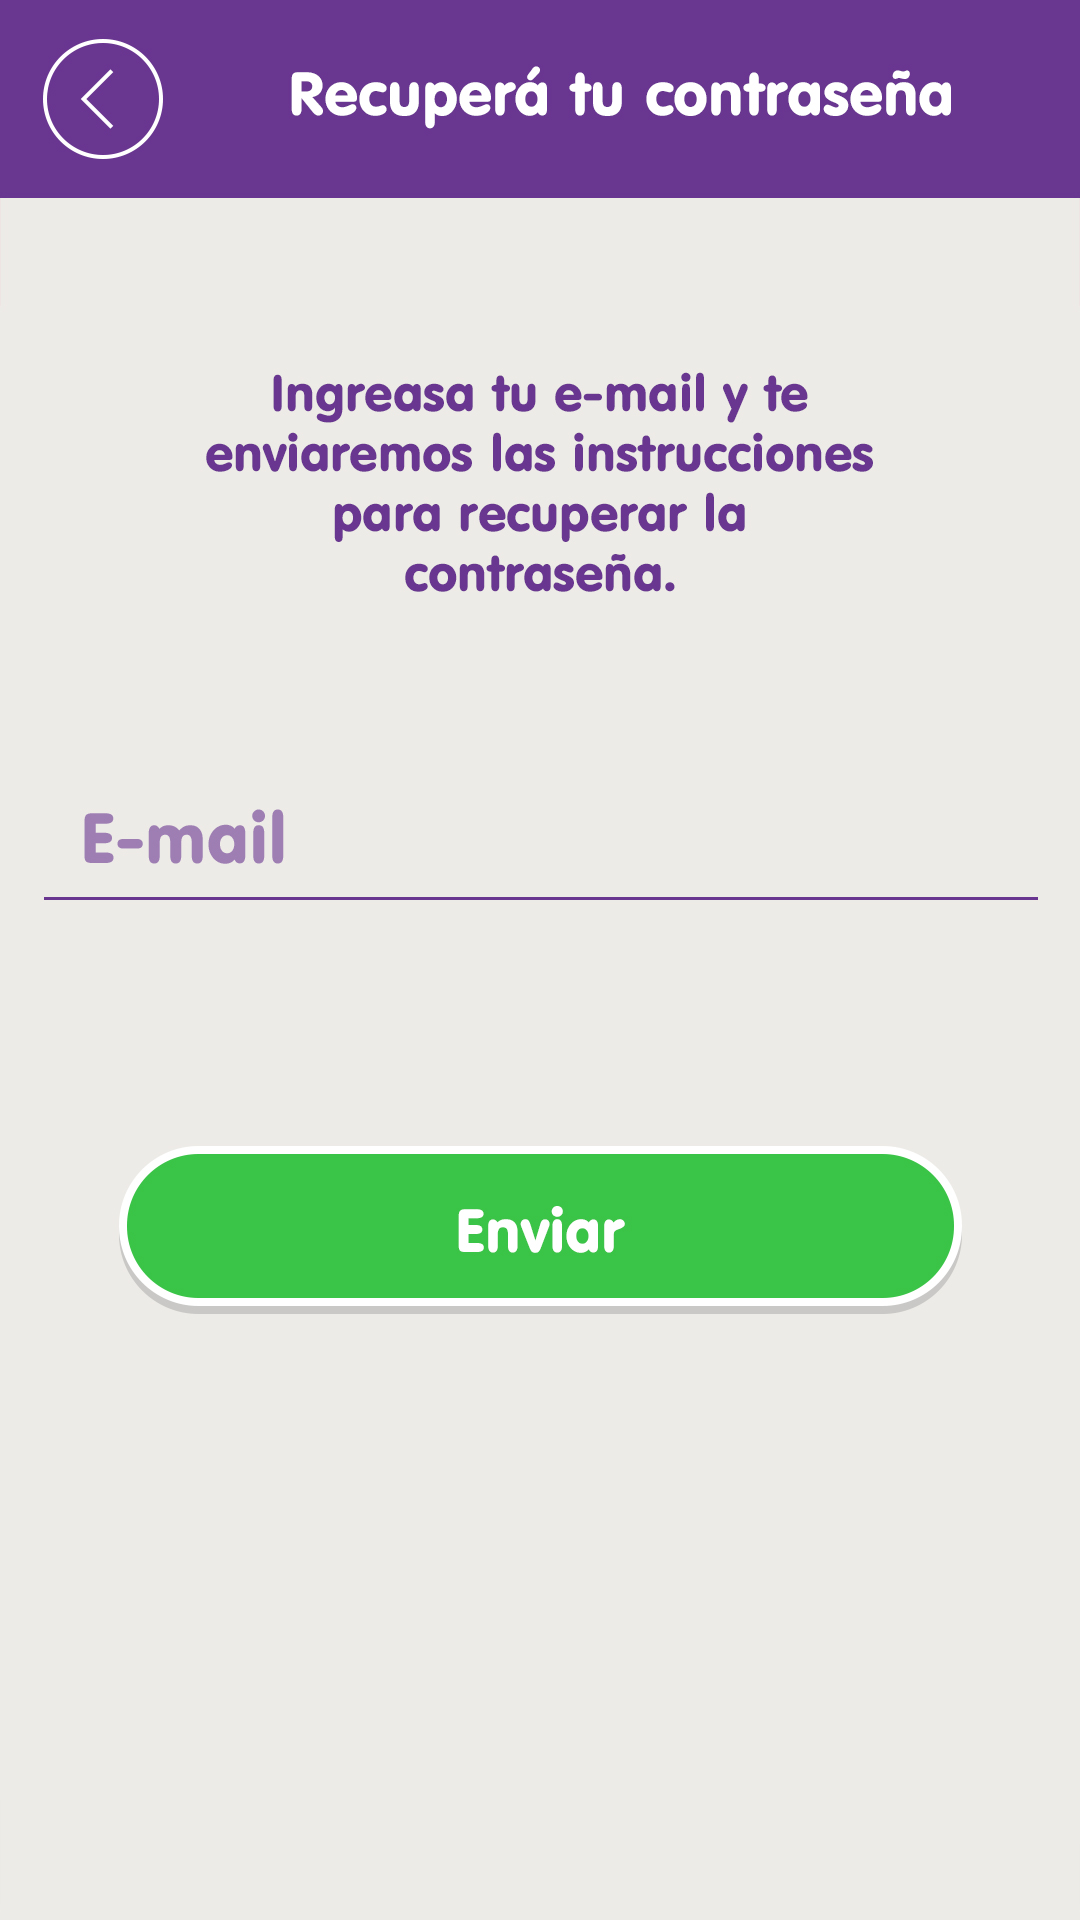 Recuperá tu contraseña
Ingreasa tu e-mail y te
enviaremos las instrucciones
para recuperar la
contraseña.
E-mail
Enviar